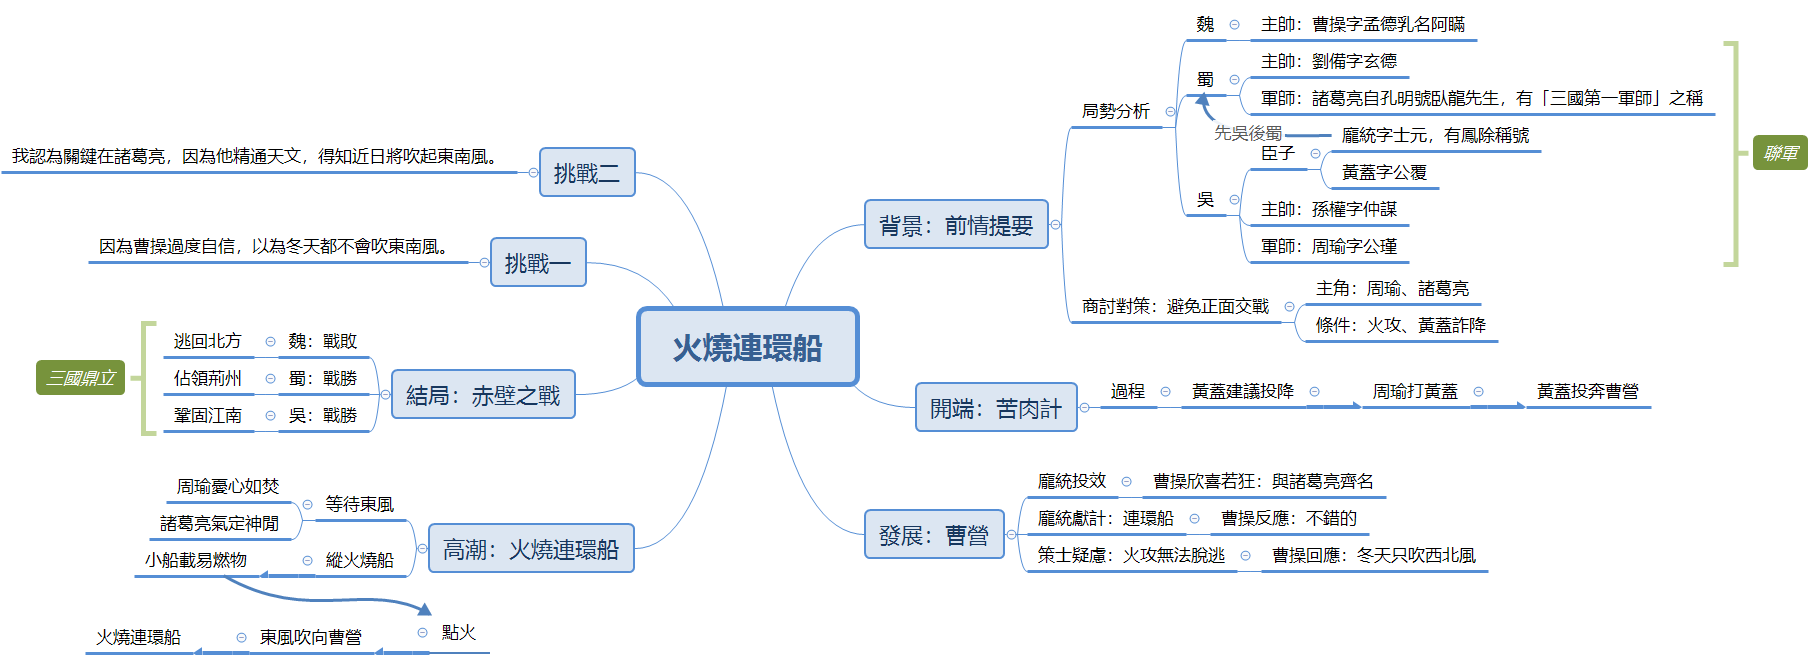 火燒連環船
背景：前情提要
局勢分析
魏
主帥：曹操字孟德乳名阿瞞
蜀
主帥：劉備字玄德
軍師：諸葛亮自孔明號臥龍先生，有「三國第一軍師」之稱
先吳後蜀
吳
臣子
龐統字士元，有鳳除稱號
黃蓋字公覆
主帥：孫權字仲謀
軍師：周瑜字公瑾
聯軍
商討對策：避免正面交戰
主角：周瑜、諸葛亮
條件：火攻、黃蓋詐降
開端：苦肉計
過程
黃蓋建議投降
周瑜打黃蓋
黃蓋投奔曹營
發展：曹營
龐統投效
曹操欣喜若狂：與諸葛亮齊名
龐統獻計：連環船
曹操反應：不錯的
策士疑慮：火攻無法脫逃
曹操回應：冬天只吹西北風
高潮：火燒連環船
等待東風
周瑜憂心如焚
諸葛亮氣定神閒
縱火燒船
小船載易燃物
點火
東風吹向曹營
火燒連環船
結局：赤壁之戰
魏：戰敗
逃回北方
蜀：戰勝
佔領荊州
吳：戰勝
鞏固江南
三國鼎立
挑戰一
因為曹操過度自信，以為冬天都不會吹東南風。
挑戰二
我認為關鍵在諸葛亮，因為他精通天文，得知近日將吹起東南風。